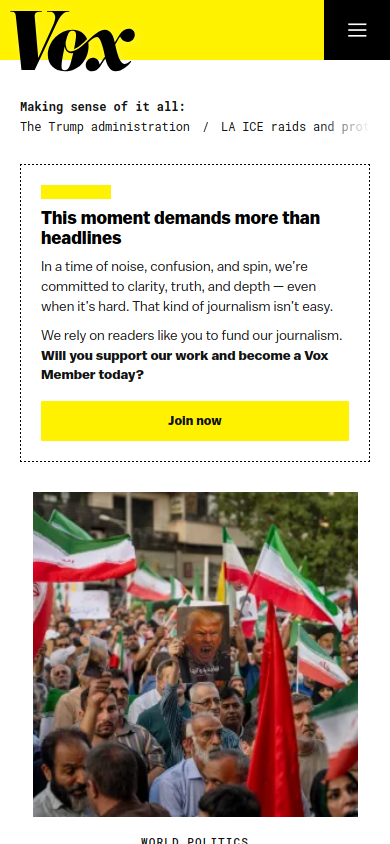 Vox
Making sense of it all:
The Trump administration / LA ICE raids and
This moment demands more than
headlines
In a time of noise, confusion, and spin, we're
committed to clarity, truth, and depth — even
when it's hard. That kind of journalism isn't easy.
We rely on readers like you to fund our journalism.
Will you support our work and become a Vox
Member today?
Join now
WORLD POLITICS